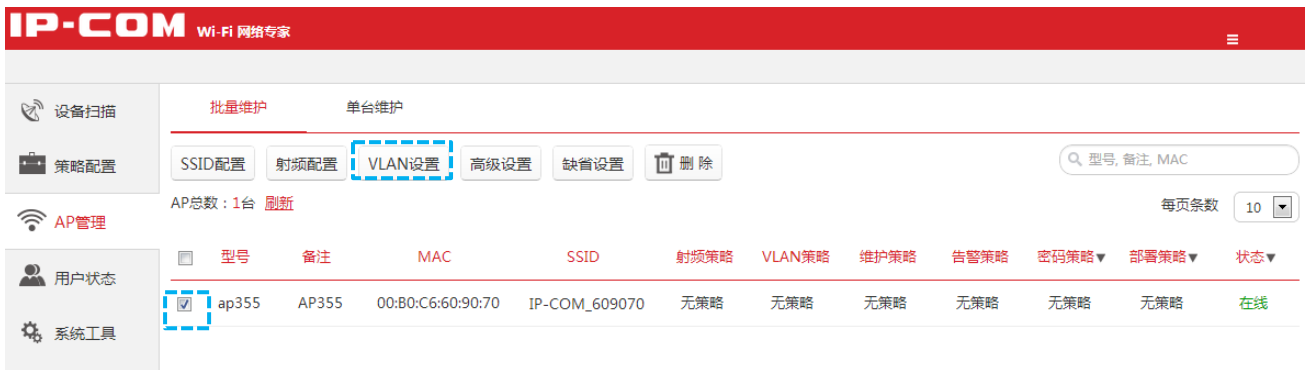 IP-COM Wi-Fi 网络专家
设备扫描
策略配置
AP管理
用户状态
系统工具
批量维护 单台维护
SSID配置 射频配置 VLAN设置 高级设置 缺省设置 删 除 型号, 备注, MAC
AP总数：1台 刷新 每页条数 10
型号 备注 MAC SSID 射频策略 VLAN策略 维护策略 告警策略 密码策略▼ 部署策略▼ 状态▼
ap355 AP355 00:B0:C6:60:90:70 IP-COM_609070 无策略 无策略 无策略 无策略 无策略 无策略 在线